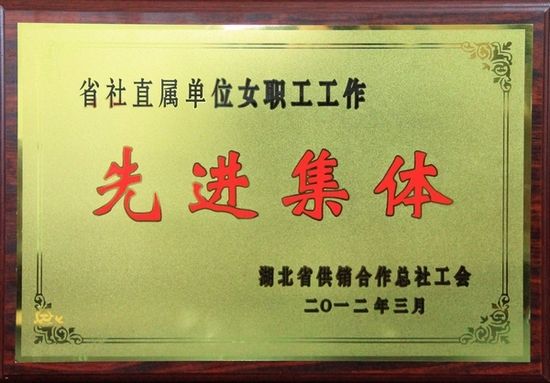 省社直属单位女职工工作
先进集体
湖北省供销合作总社工会
二〇一二年三月